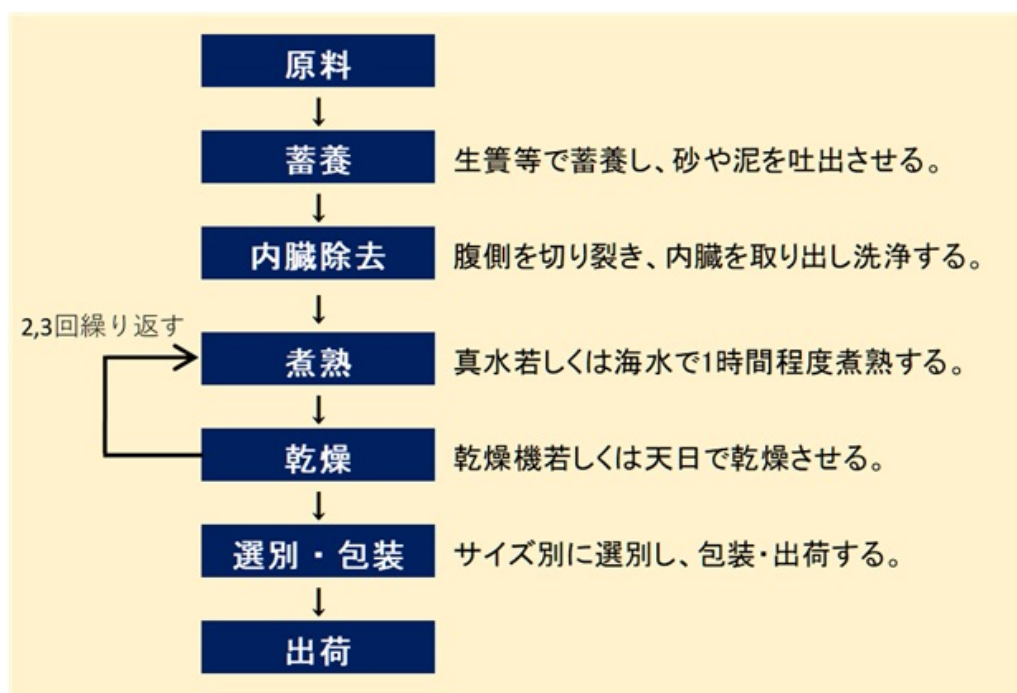 原料
↓
蓄養
生簀等で蓄養し、砂や泥を吐出させる。
↓
内臓除去
腹側を切り裂き、内臓を取り出し洗浄する。
↓
2,3回繰り返す
煮熟
真水若しくは海水で1時間程度煮熟する。
↓
乾燥
乾燥機若しくは天日で乾燥させる。
↓
選別・包装
サイズ別に選別し、包装・出荷する。
↓
出荷